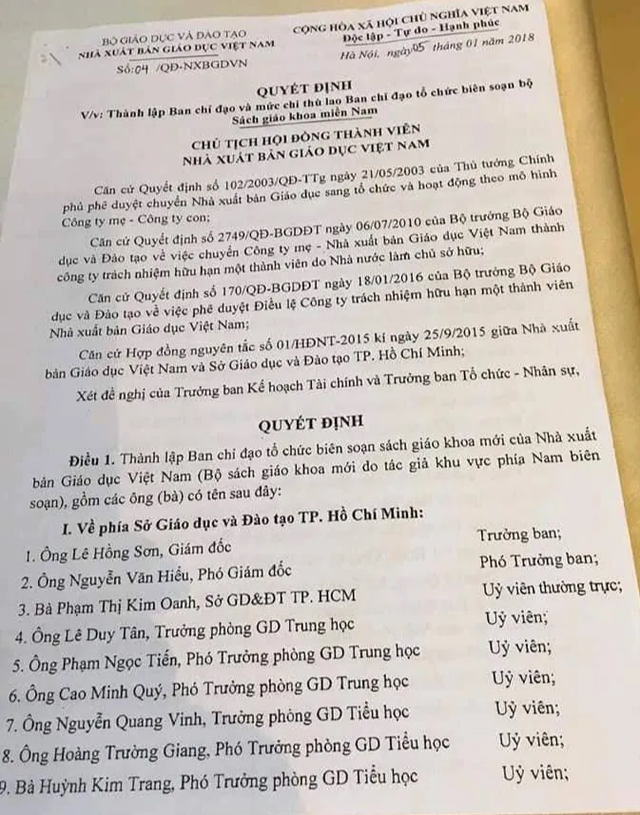 BỘ GIÁO DỤC VÀ ĐÀO TẠO
NHÀ XUẤT BẢN GIÁO DỤC VIỆT NAM
Số:04 /QĐ-NXBGDVN
CỘNG HÒA XÃ HỘI CHỦ NGHĨA VIỆT NAM
Độc lập - Tự do - Hạnh phúc
Hà Nội, ngày 05 tháng 01 năm 2018
QUYẾT ĐỊNH
V/v: Thành lập Ban chỉ đạo và mức chi thù lao Ban chỉ đạo tổ chức biên soạn bộ
Sách giáo khoa miền Nam
CHỦ TỊCH HỘI ĐỒNG THÀNH VIÊN
NHÀ XUẤT BẢN GIÁO DỤC VIỆT NAM
Căn cứ Quyết định số 102/2003/QĐ-TTg ngày 21/05/2003 của Thủ tướng Chính
phủ phê duyệt chuyển Nhà xuất bản Giáo dục sang tổ chức và hoạt động theo mô hình
Công ty mẹ - Công ty con;
Căn cứ Quyết định số 2749/QĐ-BGDĐT ngày 06/07/2010 của Bộ trưởng Bộ Giáo
dục và Đào tạo về việc chuyển Công ty mẹ - Nhà xuất bản Giáo dục Việt Nam thành
công ty trách nhiệm hữu hạn một thành viên do Nhà nước làm chủ sở hữu;
Căn cứ Quyết định số 170/QĐ-BGDĐT ngày 18/01/2016 của Bộ trưởng Bộ Giáo
dục và Đào tạo về việc phê duyệt Điều lệ Công ty trách nhiệm hữu hạn một thành viên
Nhà xuất bản Giáo dục Việt Nam;
Căn cứ Hợp đồng nguyên tắc số 01/HĐNT-2015 kí ngày 25/9/2015 giữa Nhà xuất
bản Giáo dục Việt Nam và Sở Giáo dục và Đào tạo TP. Hồ Chí Minh;
Xét đề nghị của Trưởng ban Kế hoạch Tài chính và Trưởng ban Tổ chức - Nhân sự,
QUYẾT ĐỊNH
Điều 1. Thành lập Ban chỉ đạo tổ chức biên soạn sách giáo khoa mới của Nhà xuất
bản Giáo dục Việt Nam (Bộ sách giáo khoa mới do tác giả khu vực phía Nam biên
soạn), gồm các ông (bà) có tên sau đây:
I. Về phía Sở Giáo dục và Đào tạo TP. Hồ Chí Minh:
1. Ông Lê Hồng Sơn, Giám đốc Trưởng ban;
2. Ông Nguyễn Văn Hiếu, Phó Giám đốc Phó Trưởng ban;
3. Bà Phạm Thị Kim Oanh, Sở GD&ĐT TP. HCM Uỷ viên thường trực;
4. Ông Lê Duy Tân, Trưởng phòng GD Trung học Uỷ viên;
5. Ông Phạm Ngọc Tiến, Phó Trưởng phòng GD Trung học Uỷ viên;
6. Ông Cao Minh Quý, Phó Trưởng phòng GD Trung học Uỷ viên;
7. Ông Nguyễn Quang Vinh, Trưởng phòng GD Tiểu học Uỷ viên;
8. Ông Hoàng Trường Giang, Phó Trưởng phòng GD Tiểu học Uỷ viên;
9. Bà Huỳnh Kim Trang, Phó Trưởng phòng GD Tiểu học Uỷ viên;